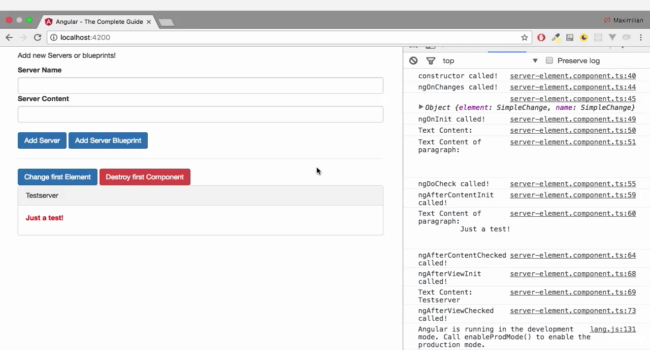 Angular - The Complete Guide
Maximilian
localhost:4200
Add new Servers or blueprints!
Server Name
Server Content
Add Server
Add Server Blueprint
Change first Element
Destroy first Component
Testserver
Just a test!
top
Preserve log
constructor called! server-element.component.ts:40
ngOnChanges called! server-element.component.ts:44
server-element.component.ts:45
Object {element: SimpleChange, name: SimpleChange}
ngOnInit called! server-element.component.ts:49
Text Content: server-element.component.ts:50
Text Content of server-element.component.ts:51
paragraph:
ngDoCheck called! server-element.component.ts:55
ngAfterContentInit server-element.component.ts:59
called!
Text Content of server-element.component.ts:60
paragraph:
Just a test!
ngAfterContentChecked server-element.component.ts:64
called!
ngAfterViewInit server-element.component.ts:68
called!
Text Content: server-element.component.ts:69
Testserver
ngAfterViewChecked server-element.component.ts:73
called!
Angular is running in the development lang.js:131
mode. Call enableProdMode() to enable the
production mode.